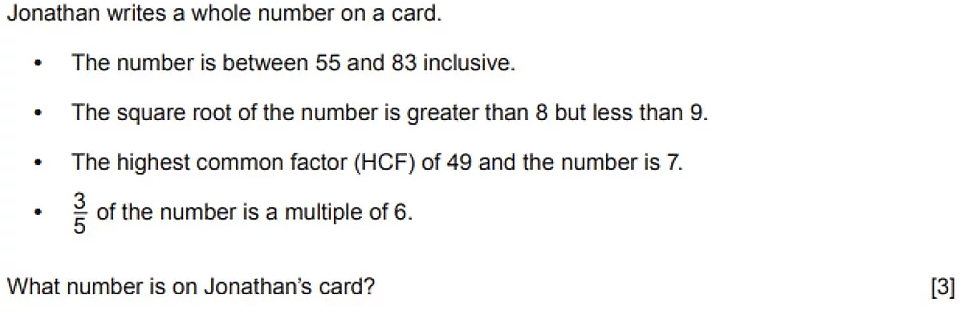 Jonathan writes a whole number on a card.
• The number is between 55 and 83 inclusive.
• The square root of the number is greater than 8 but less than 9.
• The highest common factor (HCF) of 49 and the number is 7.
• 3/5 of the number is a multiple of 6.
What number is on Jonathan's card? [3]